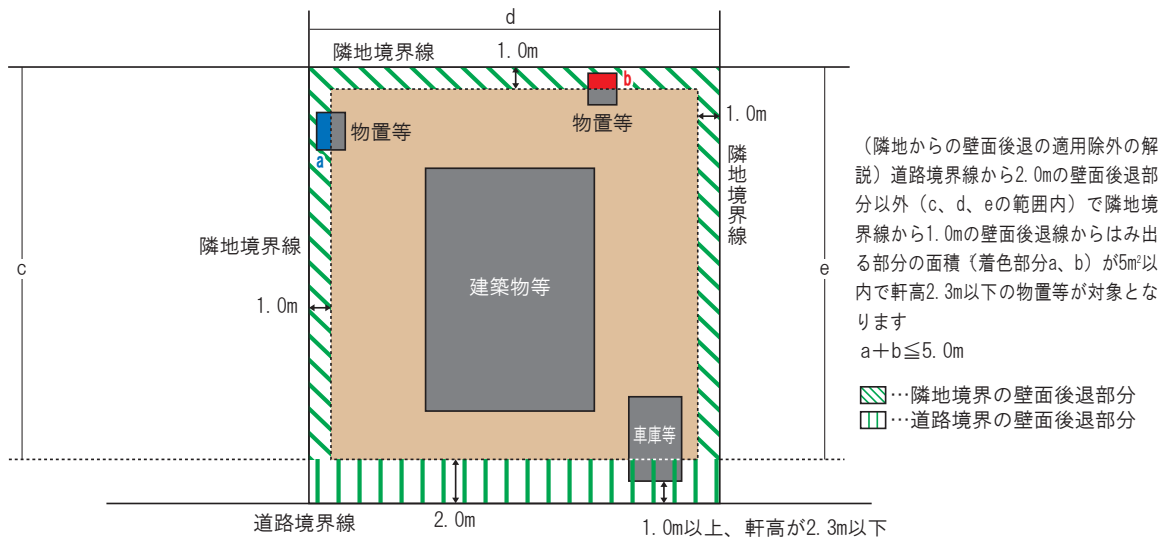 d
隣地境界線
1.0m
b
1.0m
物置等
物置等
a
隣地境界線
隣地境界線
c
e
建築物等
1.0m
車庫等
道路境界線
2.0m
1.0m以上、軒高が2.3m以下
（隣地からの壁面後退の適用除外の解
説）道路境界線から2.0mの壁面後退部
分以外（c、d、eの範囲内）で隣地境
界線から1.0mの壁面後退線からはみ出
る部分の面積（着色部分a、b）が5㎡以
内で軒高2.3m以下の物置等が対象とな
ります
a＋b≦5.0m
…隣地境界の壁面後退部分
…道路境界の壁面後退部分